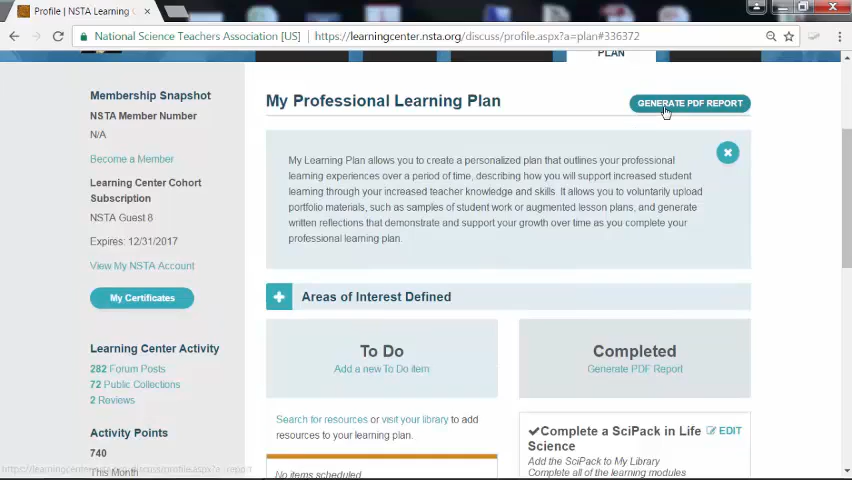 Profile | NSTA Learning C
National Science Teachers Association [US]
https://learningcenter.nsta.org/discuss/profile.aspx?a=plan#336372
PLAN
Membership Snapshot
NSTA Member Number
N/A
Become a Member
Learning Center Cohort
Subscription
NSTA Guest 8
Expires: 12/31/2017
View My NSTA Account
My Certificates
Learning Center Activity
282 Forum Posts
72 Public Collections
2 Reviews
Activity Points
740
This Month
My Professional Learning Plan
GENERATE PDF REPORT
My Learning Plan allows you to create a personalized plan that outlines your professional
learning experiences over a period of time, describing how you will support increased student
learning through your increased teacher knowledge and skills. It allows you to voluntarily upload
portfolio materials, such as samples of student work or augmented lesson plans, and generate
written reflections that demonstrate and support your growth over time as you complete your
professional learning plan.
Areas of Interest Defined
To Do
Add a new To Do item
Search for resources or visit your library to add
resources to your learning plan.
No items scheduled
Completed
Generate PDF Report
Complete a SciPack in Life
Science
EDIT
Add the SciPack to My Library
Complete all of the learning modules